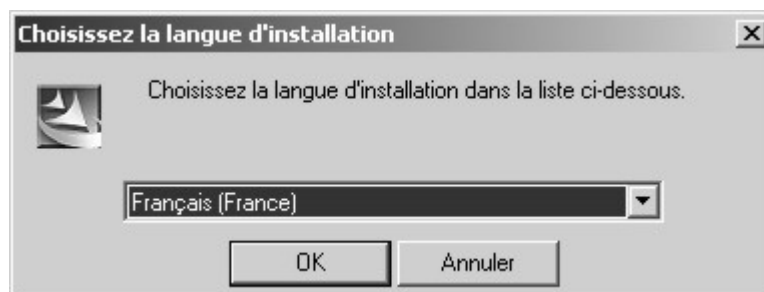 Choisissez la langue d'installation
Choisissez la langue d'installation dans la liste ci-dessous.
Français (France)
OK
Annuler